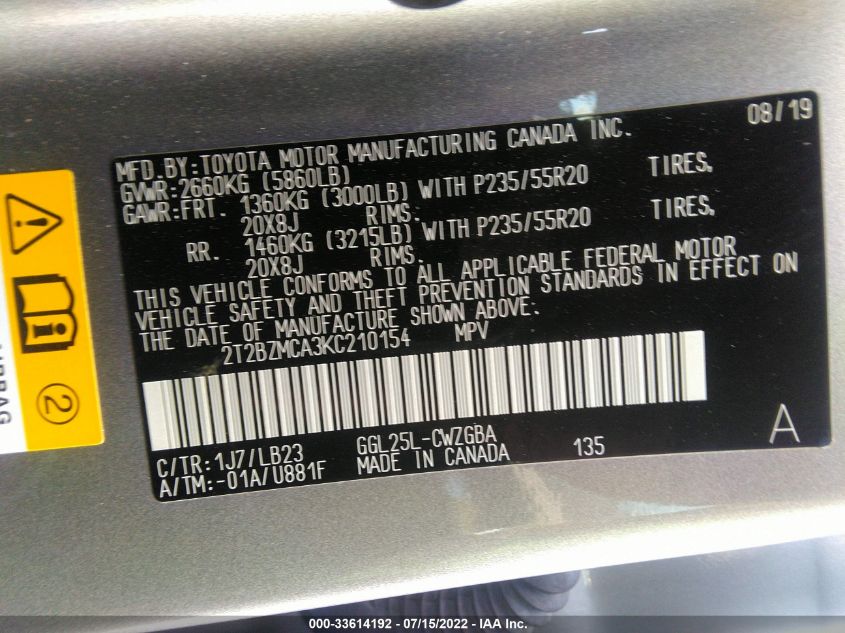 08/19
MFD.BY:TOYOTA MOTOR MANUFACTURING CANADA INC.
GVWR:2660KG (5860LB)
GAWR:FRT. 1360KG (3000LB) WITH P235/55R20 TIRES,
20X8J RIMS.
RR. 1460KG (3215LB) WITH P235/55R20 TIRES,
20X8J RIMS.
THIS VEHICLE CONFORMS TO ALL APPLICABLE FEDERAL MOTOR
VEHICLE SAFETY AND THEFT PREVENTION STANDARDS IN EFFECT ON
THE DATE OF MANUFACTURE SHOWN ABOVE.
2T2BZMCA3KC210154 MPV
C/TR:1J7/LB23 GGL25L-CWZGBA 135 A
A/TM:-01A/U881F MADE IN CANADA
2
AIRBAG
000-33614192 - 07/15/2022 - IAA Inc.